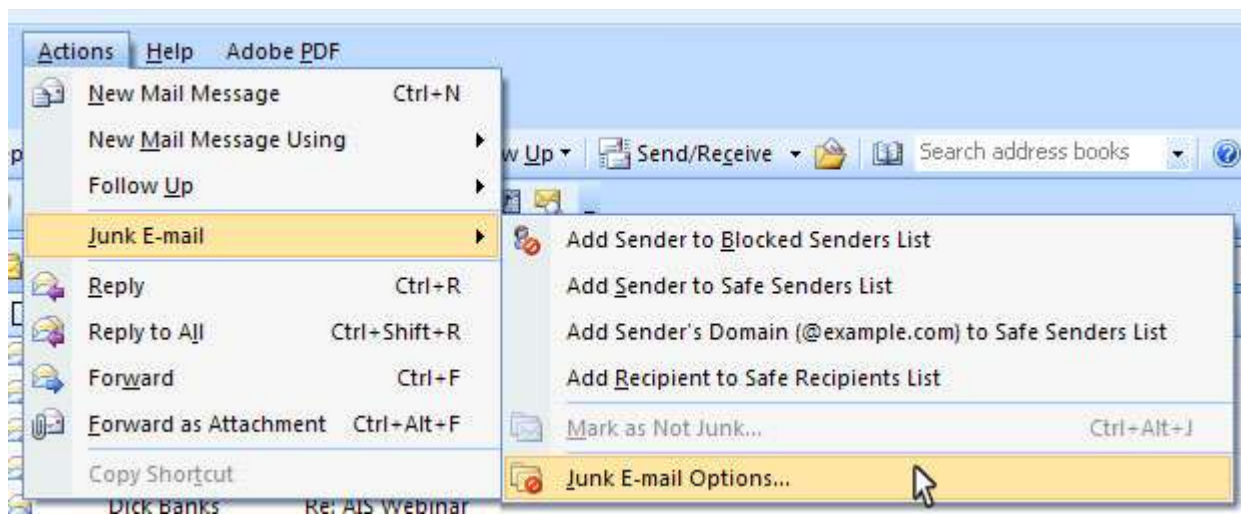 Actions Help Adobe PDF
New Mail Message Ctrl+N
New Mail Message Using
Follow Up
w Up Send/Receive Search address books
Junk E-mail
Add Sender to Blocked Senders List
Add Sender to Safe Senders List
Reply Ctrl+R
Reply to All Ctrl+Shift+R
Add Sender's Domain (@example.com) to Safe Senders List
Forward Ctrl+F
Add Recipient to Safe Recipients List
Forward as Attachment Ctrl+Alt+F
Mark as Not Junk... Ctrl+Alt+J
Copy Shortcut
Junk E-mail Options...
Dick Banks Re: AIS Webinar